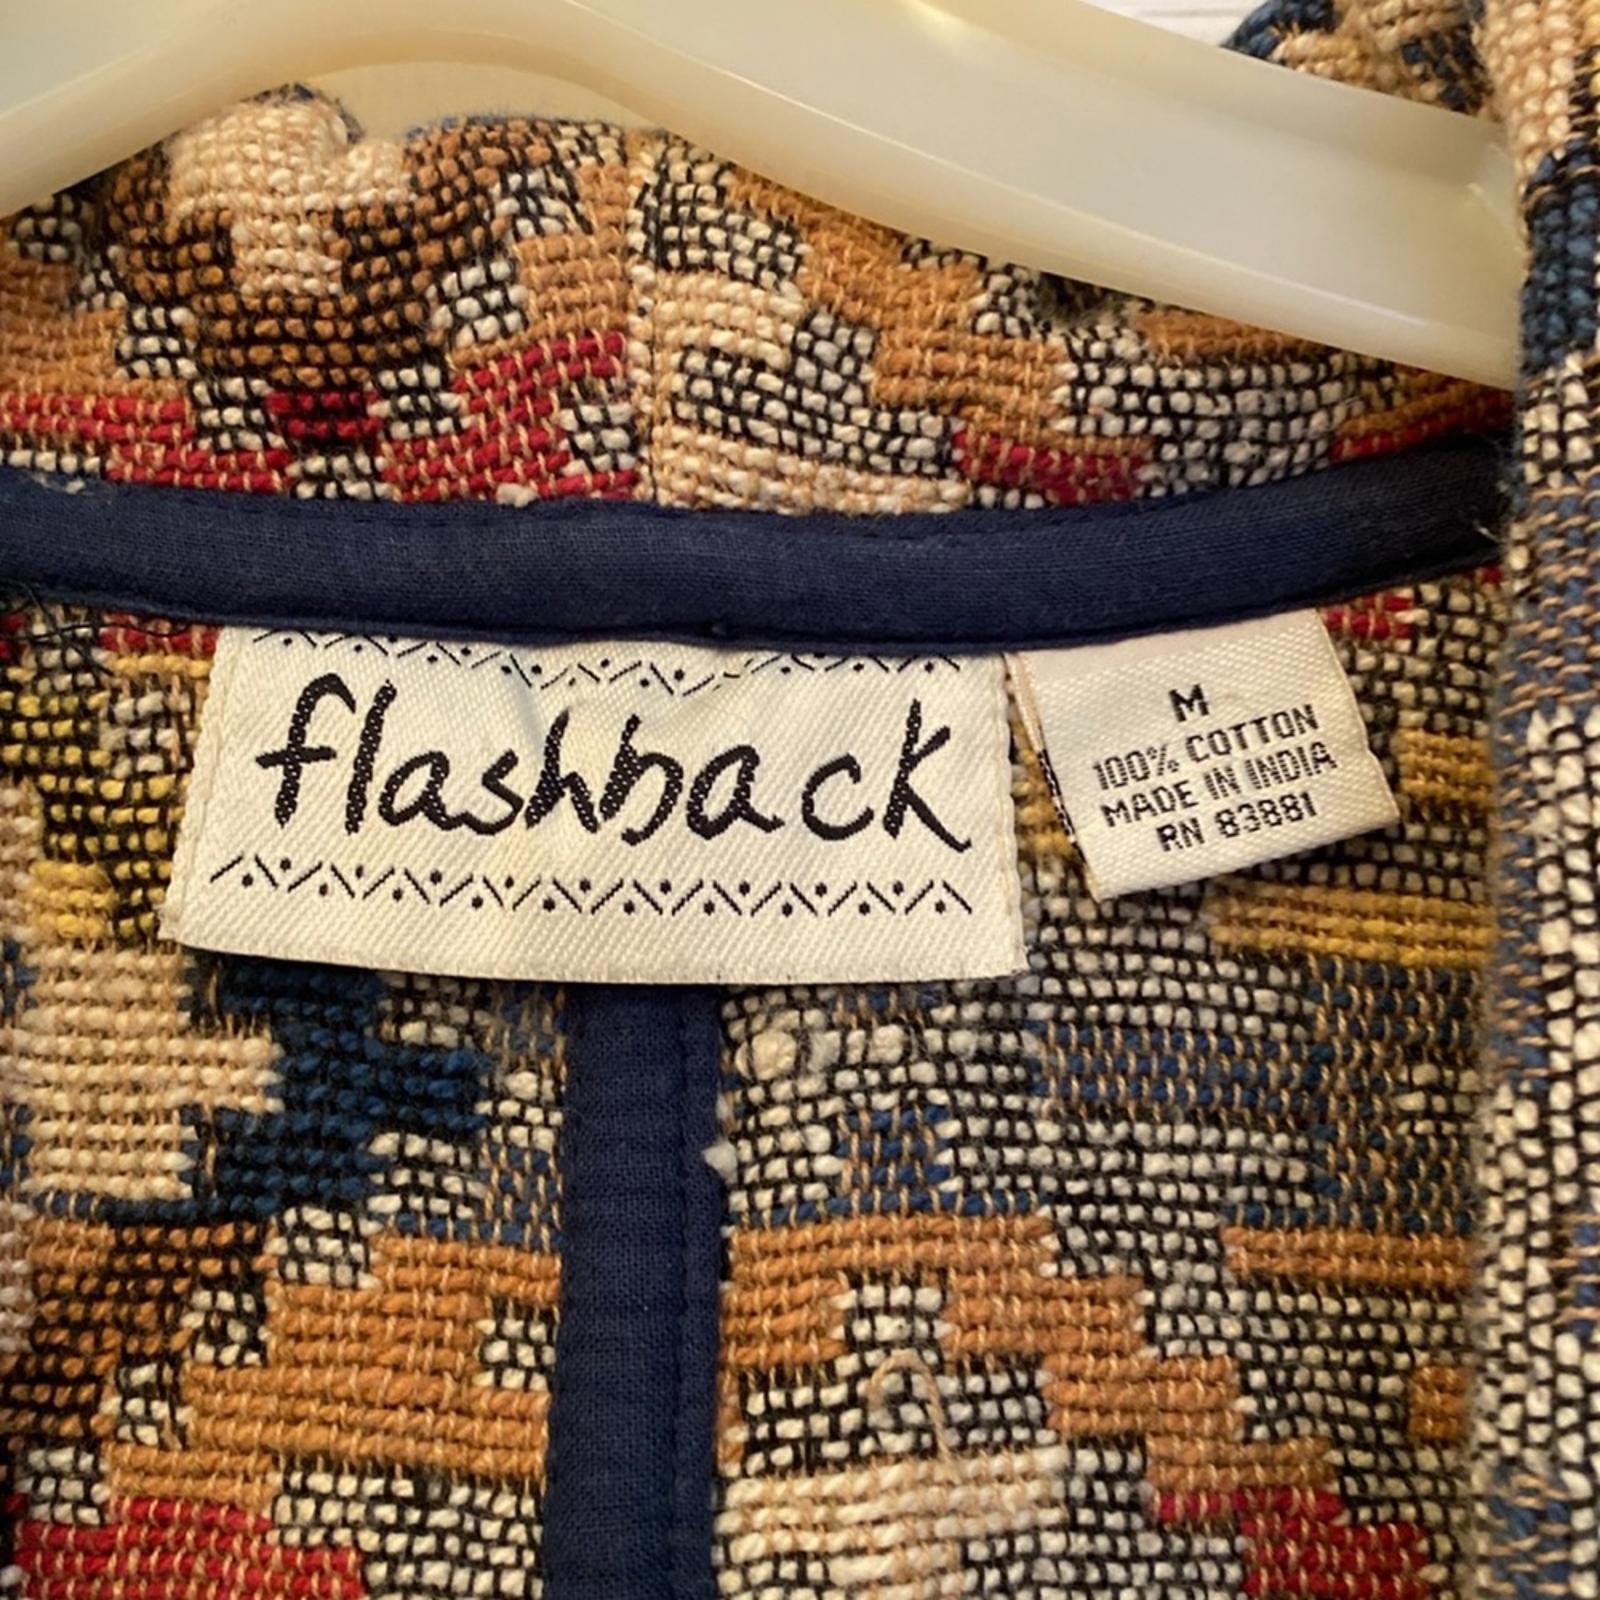 flashback
M
100% COTTON
MADE IN INDIA
RN 83881